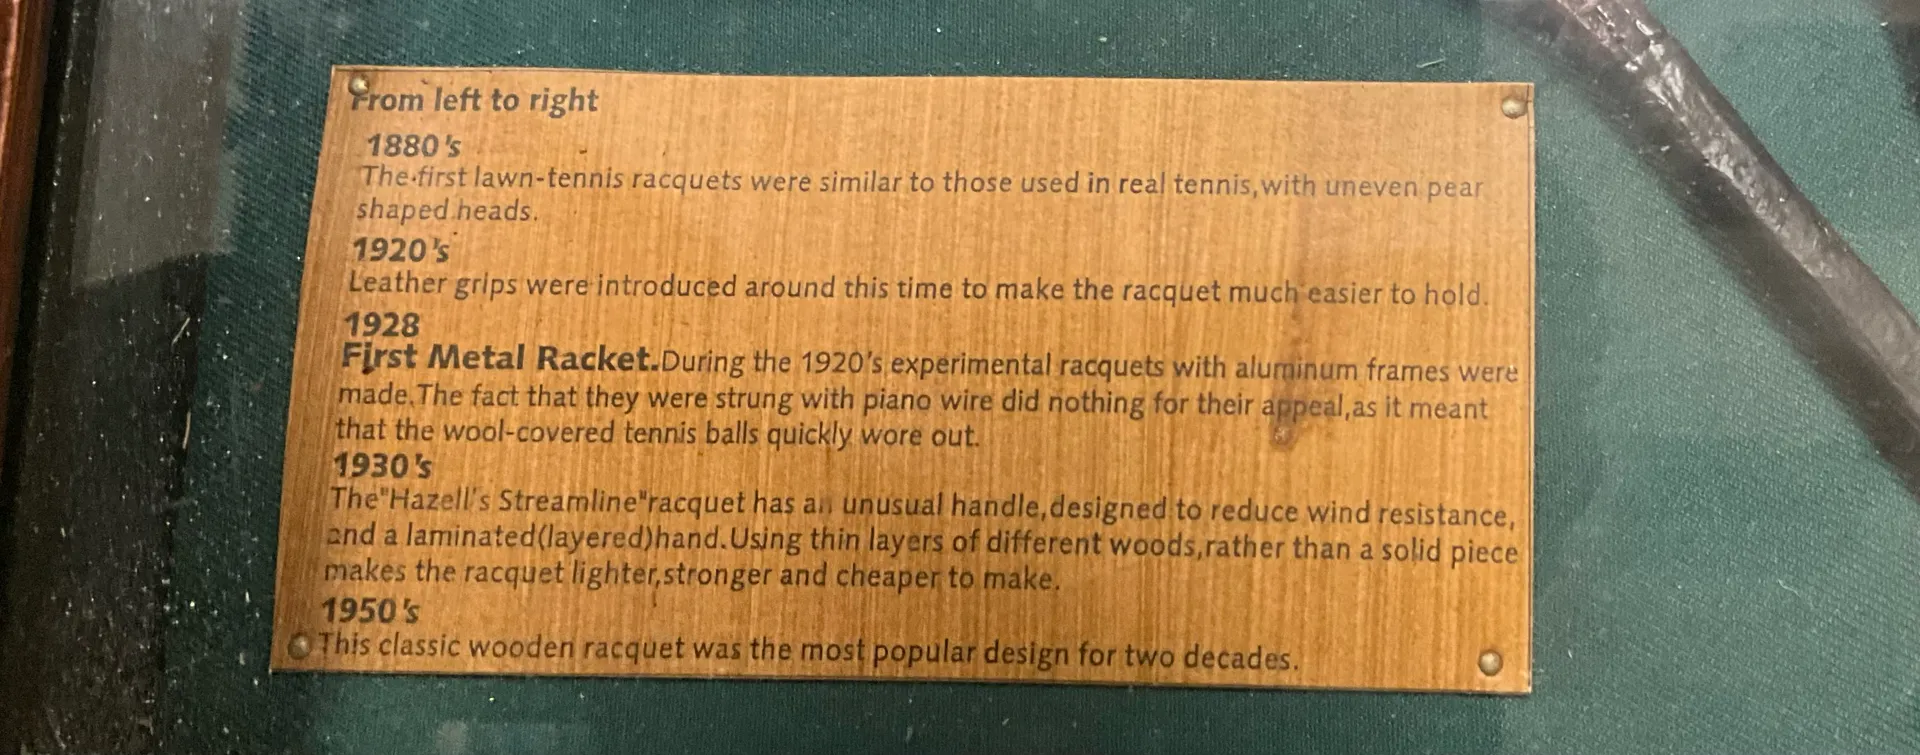 From left to right
1880's
The first lawn-tennis racquets were similar to those used in real tennis, with uneven pear
shaped heads.
1920's
Leather grips were introduced around this time to make the racquet much easier to hold.
1928
First Metal Racket.During the 1920's experimental racquets with aluminum frames were
made.The fact that they were strung with piano wire did nothing for their appeal,as it meant
that the wool-covered tennis balls quickly wore out.
1930's
The"Hazell's Streamline"racquet has an unusual handle,designed to reduce wind resistance,
and a laminated(layered)hand.Using thin layers of different woods,rather than a solid piece
makes the racquet lighter,stronger and cheaper to make.
1950's
This classic wooden racquet was the most popular design for two decades.